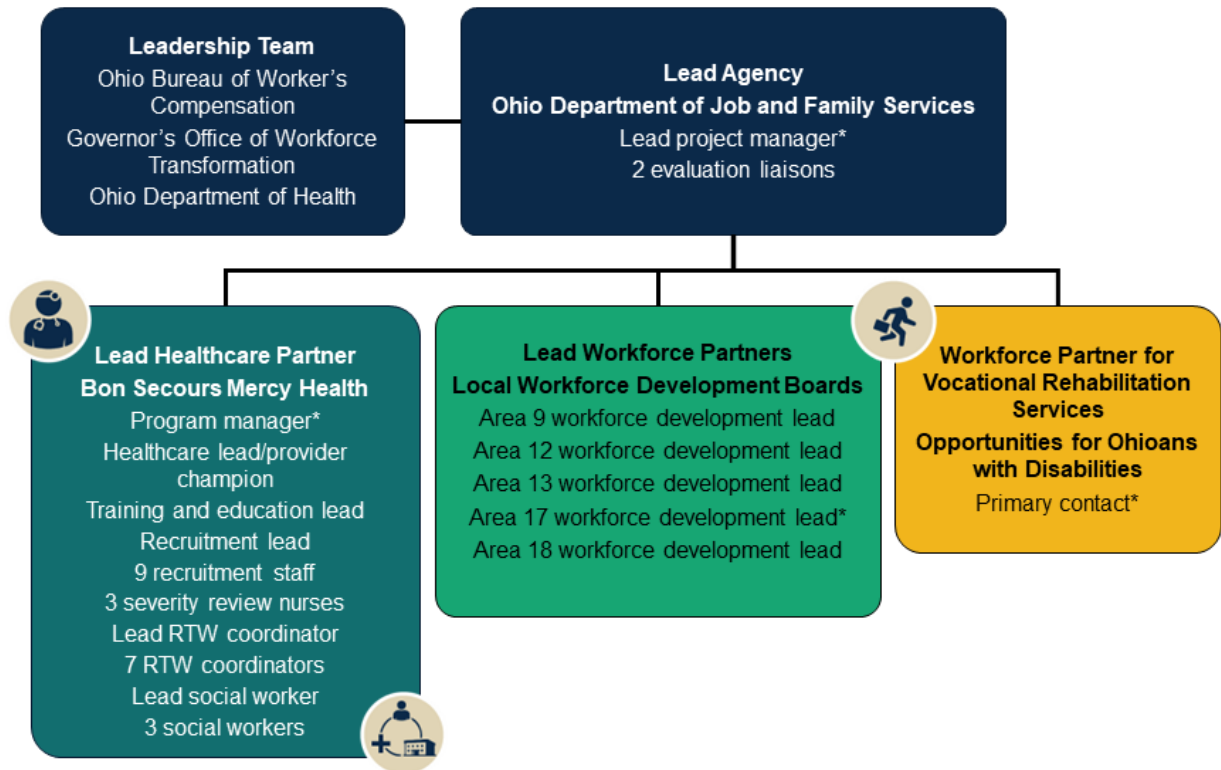 Leadership Team
Ohio Bureau of Worker's
Compensation
Governor's Office of Workforce
Transformation
Ohio Department of Health
Lead Agency
Ohio Department of Job and Family Services
Lead project manager*
2 evaluation liaisons
Lead Healthcare Partner
Bon Secours Mercy Health
Program manager*
Healthcare lead/provider
champion
Training and education lead
Recruitment lead
9 recruitment staff
3 severity review nurses
Lead RTW coordinator
7 RTW coordinators
Lead social worker
3 social workers
Lead Workforce Partners
Local Workforce Development Boards
Area 9 workforce development lead
Area 12 workforce development lead
Area 13 workforce development lead
Area 17 workforce development lead*
Area 18 workforce development lead
Workforce Partner for
Vocational Rehabilitation
Services
Opportunities for Ohioans
with Disabilities
Primary contact*